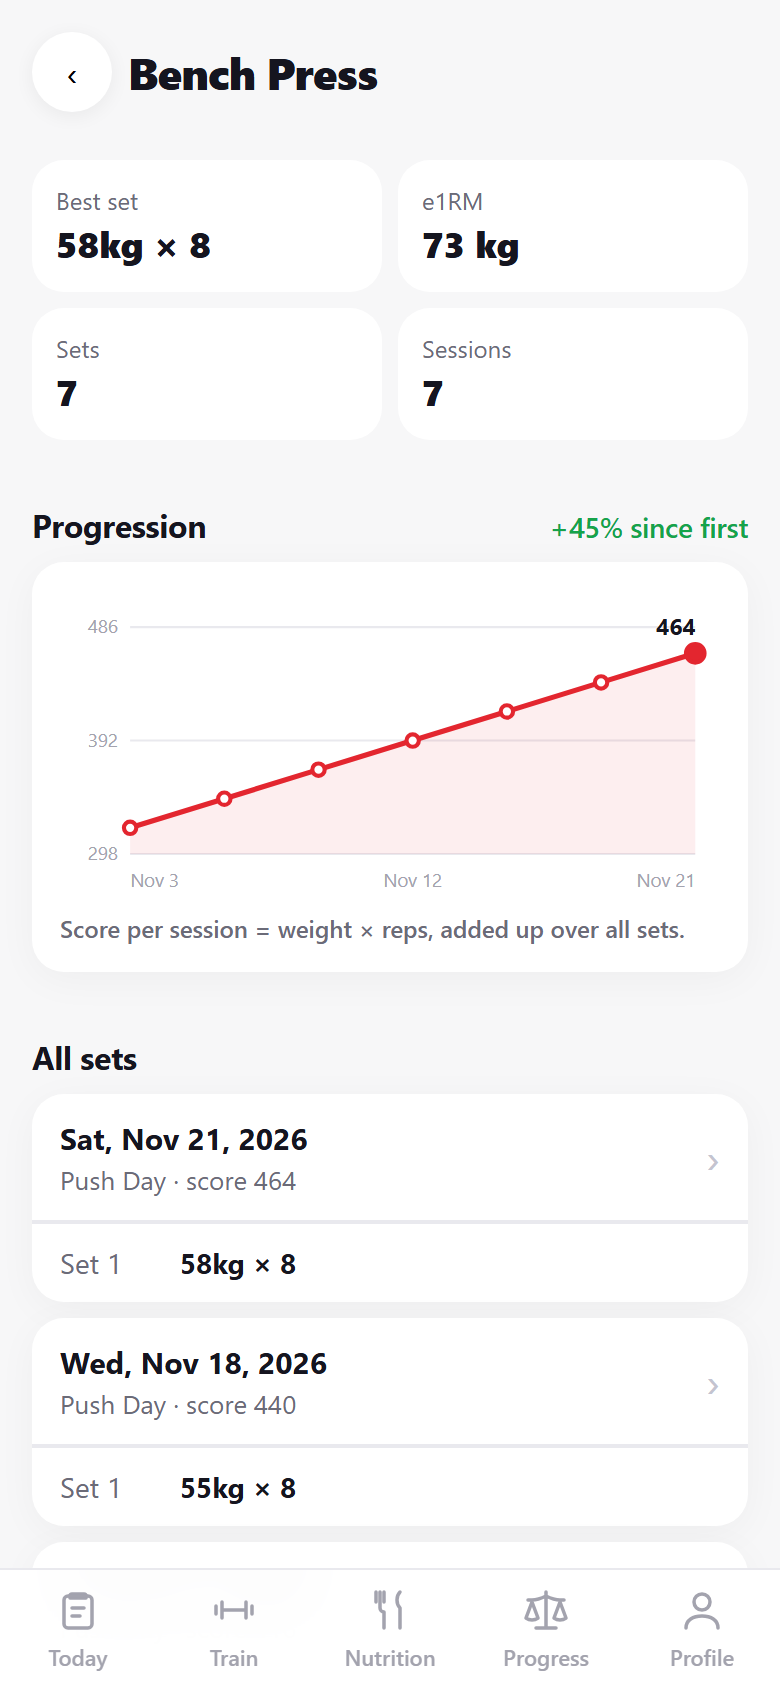 ‹ Bench Press
Best set
58kg × 8
e1RM
73 kg
Sets
7
Sessions
7
Progression
+45% since first
486
464
392
298
Nov 3
Nov 12
Nov 21
Score per session = weight × reps, added up over all sets.
All sets
Sat, Nov 21, 2026
Push Day · score 464
›
Set 1 58kg × 8
Wed, Nov 18, 2026
Push Day · score 440
›
Set 1 55kg × 8
Today
Train
Nutrition
Progress
Profile